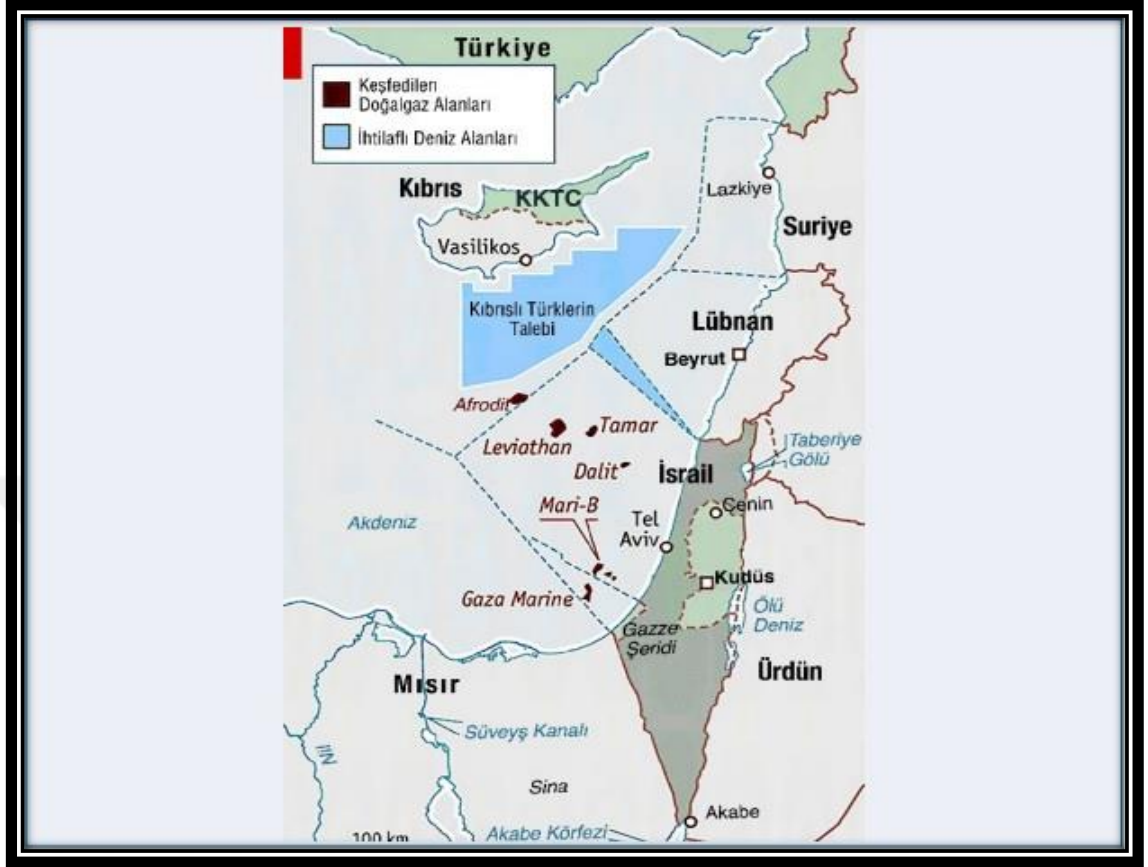 Türkiye
Keşfedilen
Doğalgaz Alanları
İhtilaflı Deniz Alanları
Kıbrıs
KKTC
Lazkiye
Suriye
Vasilikos
Kıbrıslı Türklerin
Talebi
Lübnan
Beyrut
Afrodit
Leviathan
Tamar
Taberiye
Gölü
Dalit
İsrail
Mari-B
Çenin
Akdeniz
Tel
Aviv
Kudüs
Gaza Marine
Ölü
Deniz
Gazze
Şeridi
Mısır
Ürdün
Süveyş Kanalı
Nil
Sina
Akabe
100 km
Akabe Körfezi